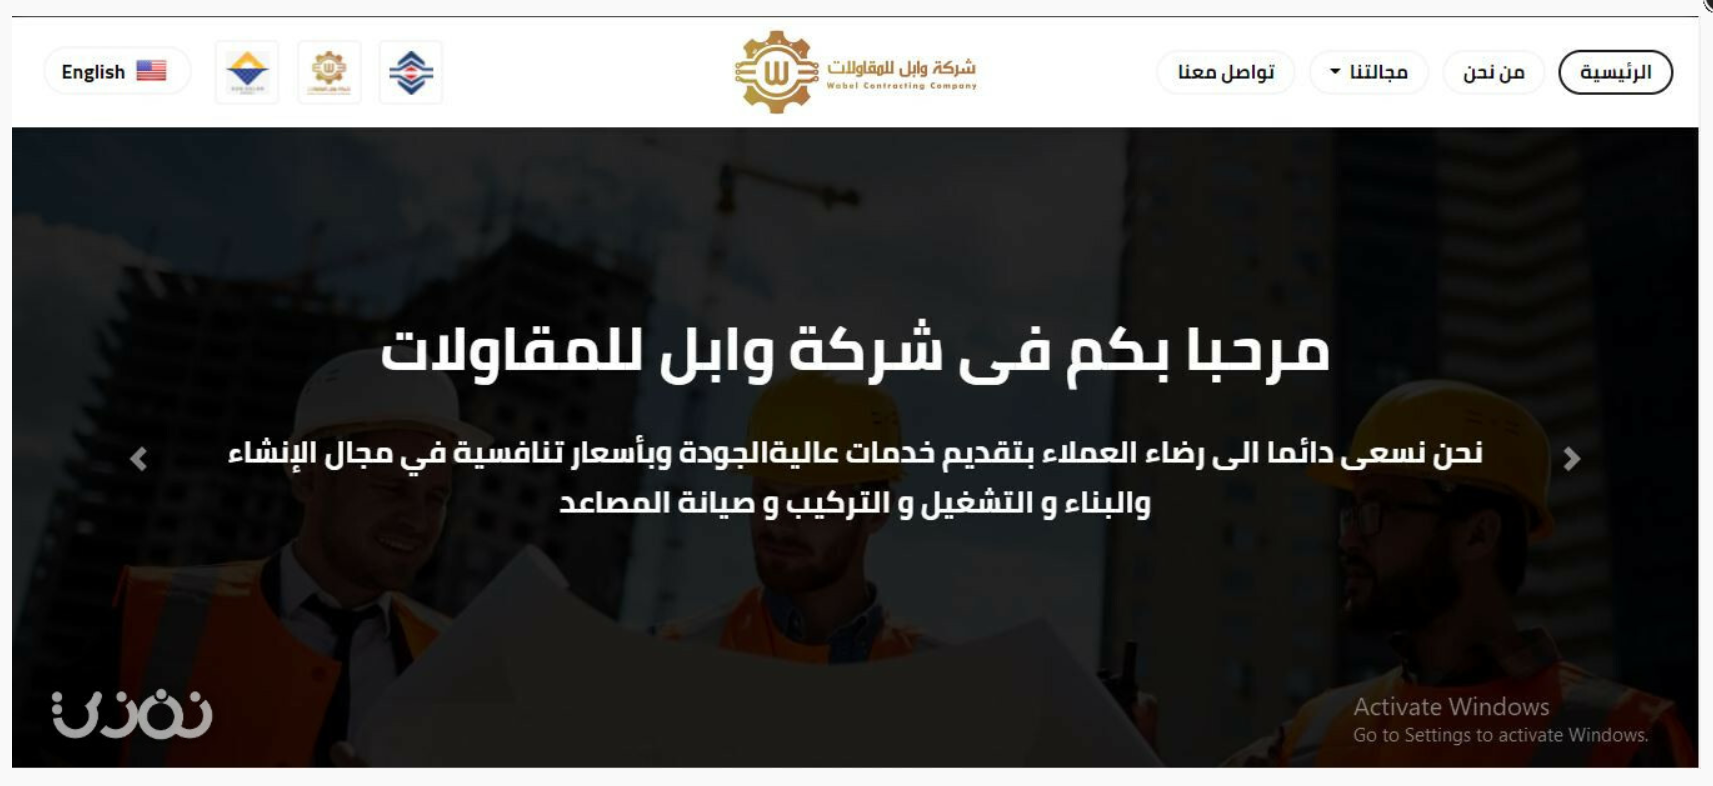 الرئيسية
من نحن
مجالتنا
تواصل معنا
شركة وابل للمقاولات
Wabel Contracting Company
English
مرحبا بكم فى شركة وابل للمقاولات
نحن نسعى دائما الى رضاء العملاء بتقديم خدمات عاليةالجودة وبأسعار تنافسية في مجال الإنشاء
والبناء و التشغيل و التركيب و صيانة المصاعد
Activate Windows
Go to Settings to activate Windows.